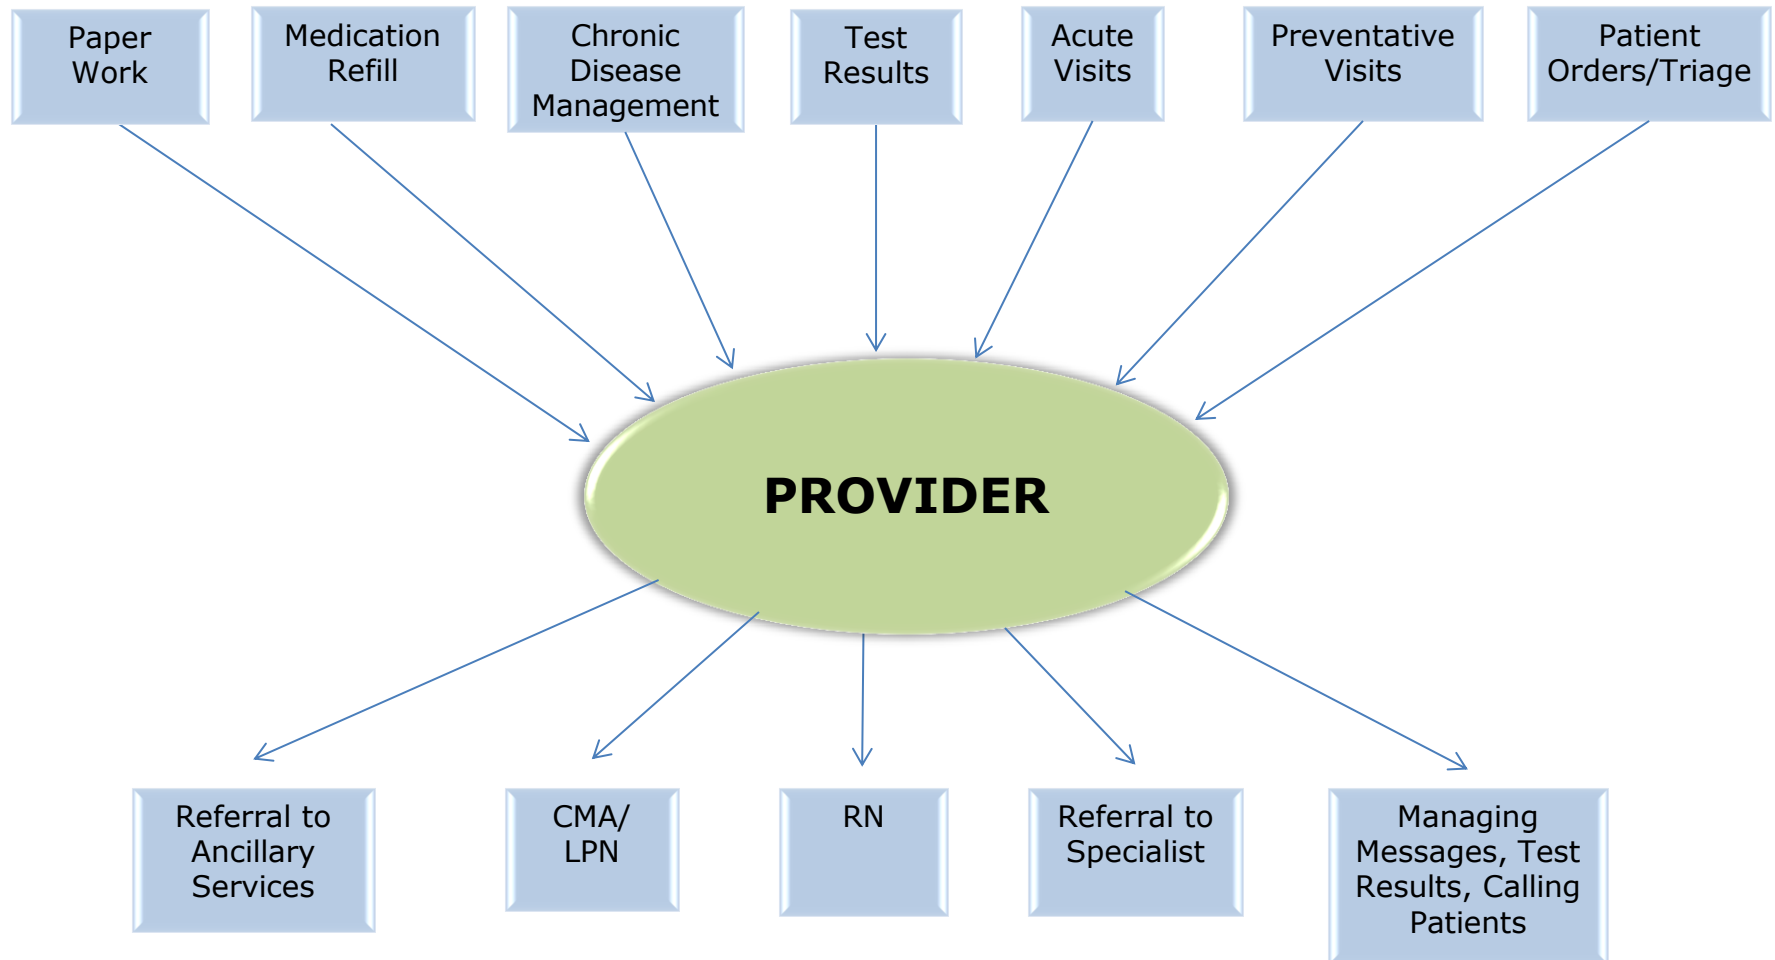 Paper
Work
Medication
Refill
Chronic
Disease
Management
Test
Results
Acute
Visits
Preventative
Visits
Patient
Orders/Triage
PROVIDER
Referral to
Ancillary
Services
CMA/
LPN
RN
Referral to
Specialist
Managing
Messages, Test
Results, Calling
Patients